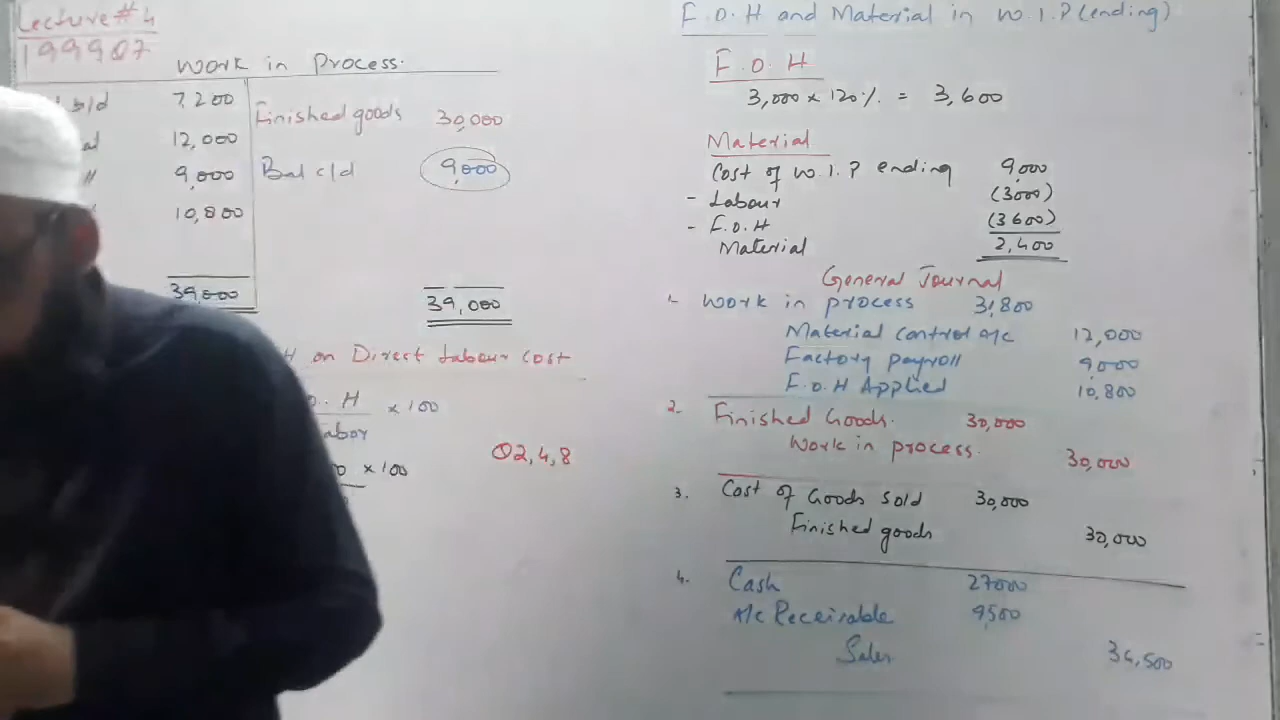 Lecture # 4
199907
Work in Process.
b/d 7,200
12,000
" 9,000
10,800
39,000
Finished goods 30,000
Bal c/d 9,000
39,000
on Direct Labour Cost
O. H × 100
× 100
Q2,4,8
F.O.H and Material in W.I.P (ending)
F.O.H
3,000 × 120% = 3,600
Material
Cost of W.I.P ending 9,000
- Labour (3000)
- F.O.H (3600)
Material 2,400
General Journal
1. Work in process 31,800
Material control a/c 12,000
Factory payroll 9,000
F.O.H Applied 10,800
2. Finished Goods. 30,000
Work in process. 30,000
3. Cost of Goods Sold 30,000
Finished goods 30,000
4. Cash 27000
A/c Receivable 9,500
Sales